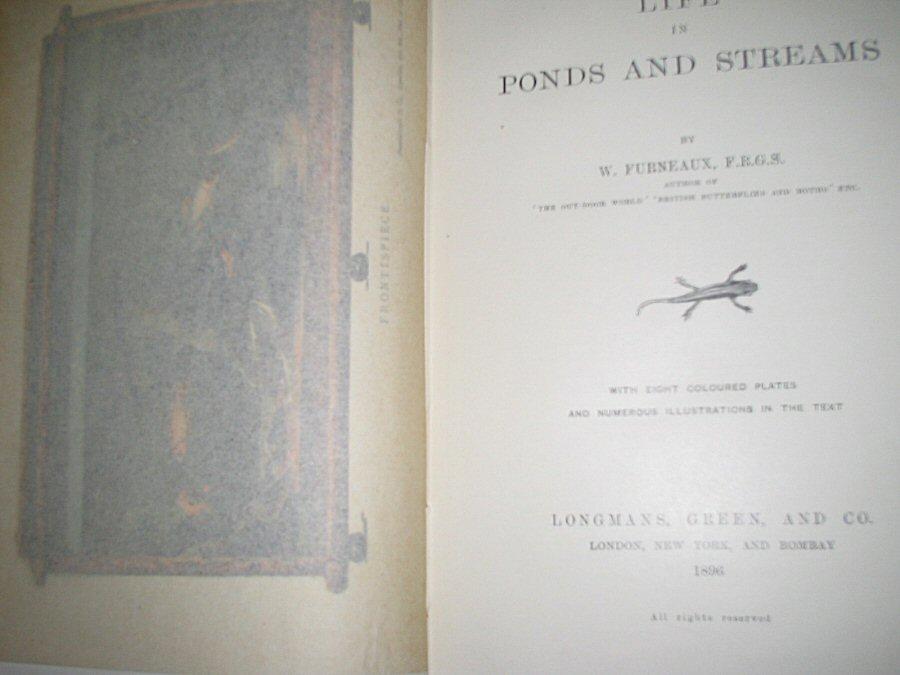 FRONTISPIECE
LIFE
IN
PONDS AND STREAMS
BY
W. FURNEAUX, F.R.G.S.
AUTHOR OF
"THE OUT-DOOR WORLD" "BRITISH BUTTERFLIES AND MOTHS" ETC.
WITH EIGHT COLOURED PLATES
AND NUMEROUS ILLUSTRATIONS IN THE TEXT
LONGMANS, GREEN, AND CO.
LONDON, NEW YORK, AND BOMBAY
1896
All rights reserved